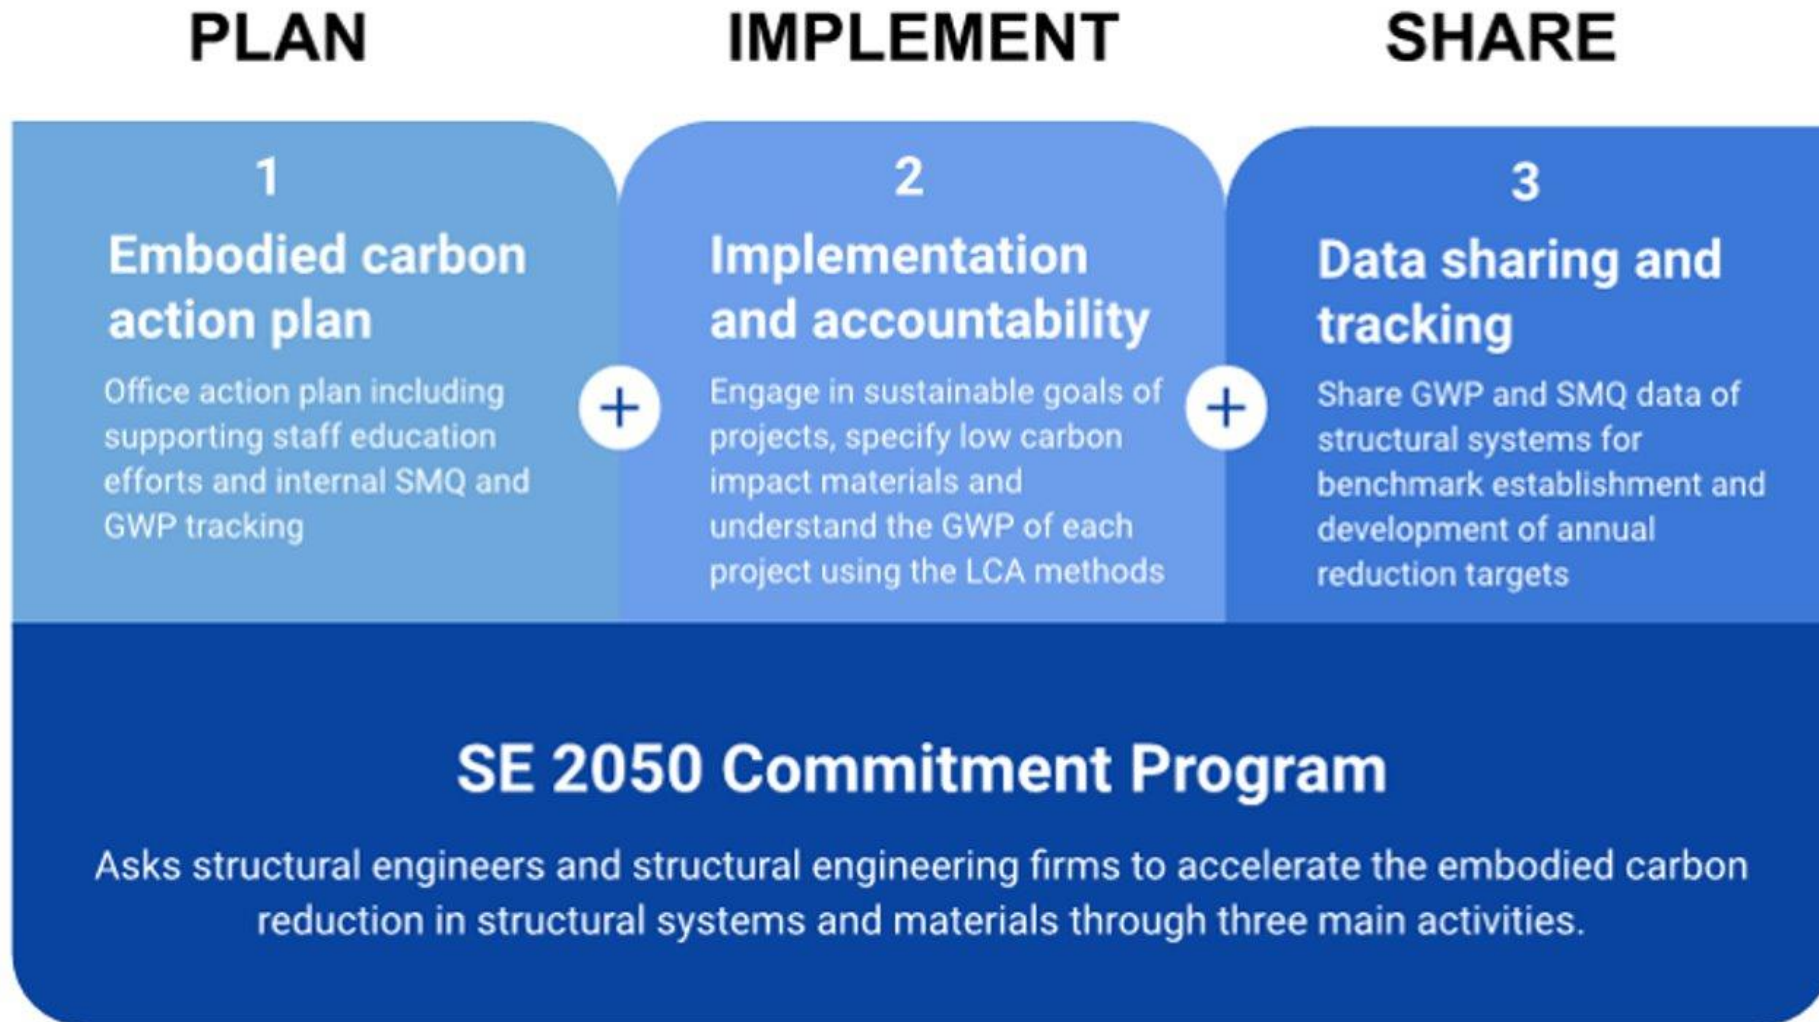 PLAN
IMPLEMENT
SHARE
1
Embodied carbon
action plan
Office action plan including
supporting staff education
efforts and internal SMQ and
GWP tracking
+
2
Implementation
and accountability
Engage in sustainable goals of
projects, specify low carbon
impact materials and
understand the GWP of each
project using the LCA methods
+
3
Data sharing and
tracking
Share GWP and SMQ data of
structural systems for
benchmark establishment and
development of annual
reduction targets
SE 2050 Commitment Program
Asks structural engineers and structural engineering firms to accelerate the embodied carbon
reduction in structural systems and materials through three main activities.